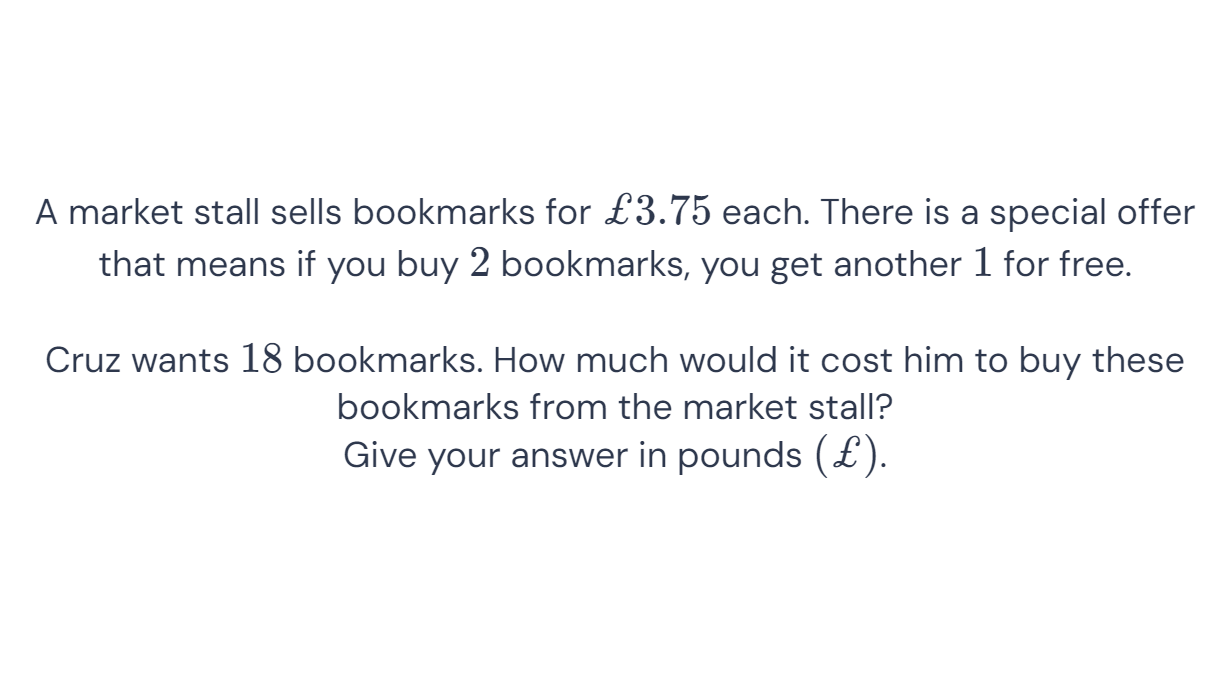 A market stall sells bookmarks for £3.75 each. There is a special offer
that means if you buy 2 bookmarks, you get another 1 for free.
Cruz wants 18 bookmarks. How much would it cost him to buy these
bookmarks from the market stall?
Give your answer in pounds (£).